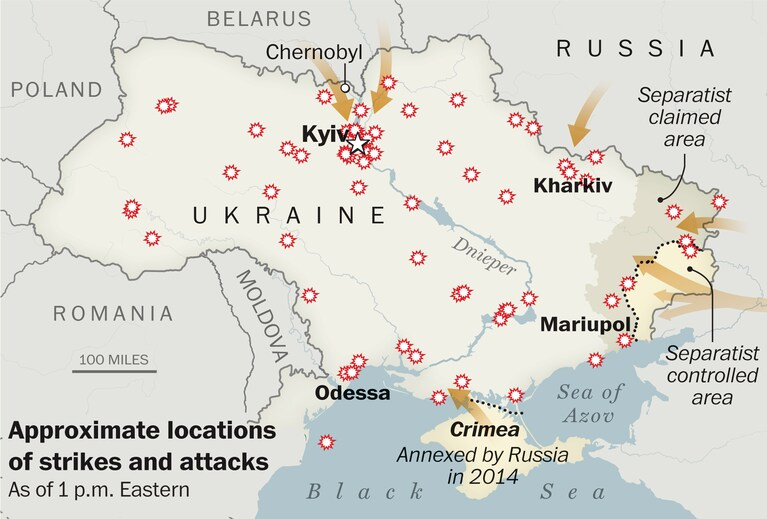 BELARUS
RUSSIA
Chernobyl
POLAND
Separatist
claimed
area
Kyiv
Kharkiv
UKRAINE
Dnieper
MOLDOVA
ROMANIA
Mariupol
100 MILES
Separatist
controlled
area
Odessa
Sea of
Azov
Approximate locations
of strikes and attacks
As of 1 p.m. Eastern
Crimea
Annexed by Russia
in 2014
Black Sea